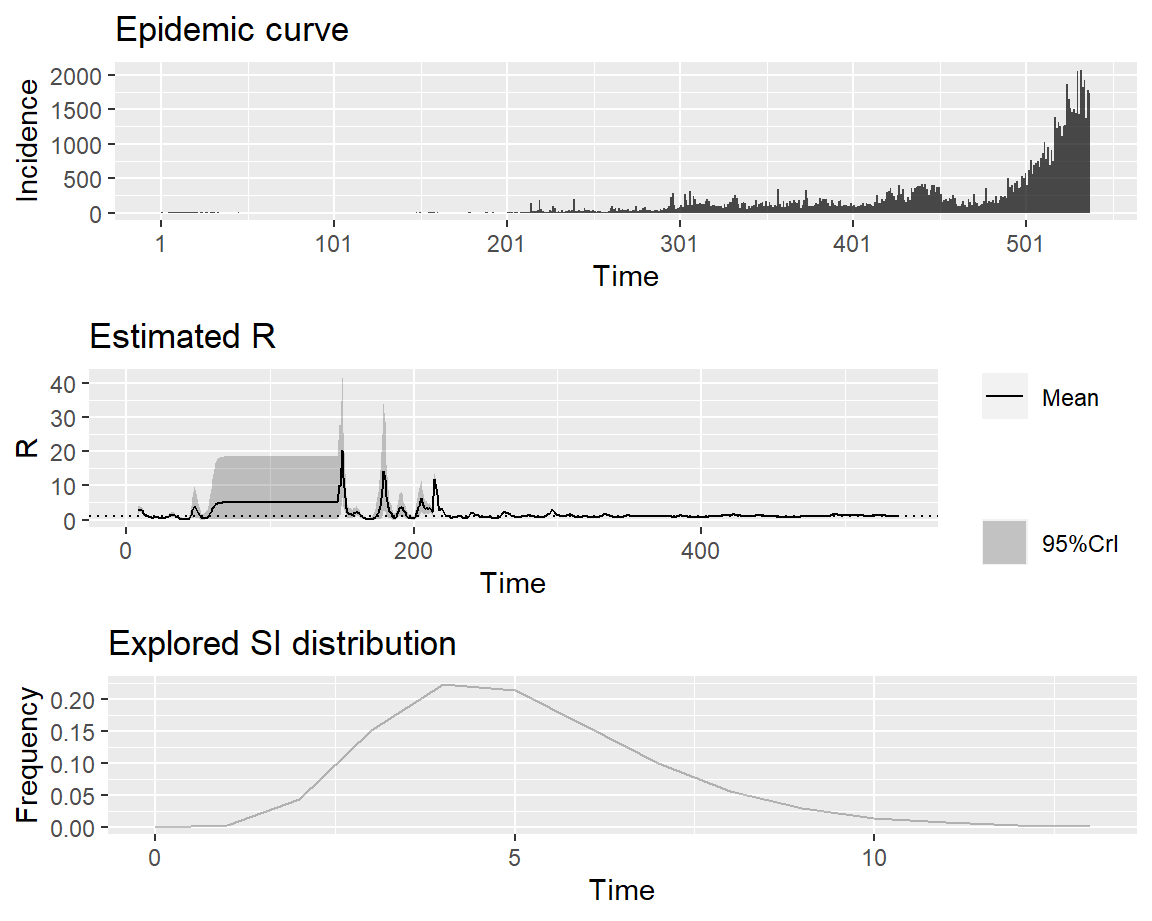 Epidemic curve
2000
1500
1000
500
0
Incidence
1 101 201 301 401 501
Time
Estimated R
40
30
20
10
0
R
0 200 400
Time
Mean
95%CrI
Explored SI distribution
0.20
0.15
0.10
0.05
0.00
Frequency
0 5 10
Time